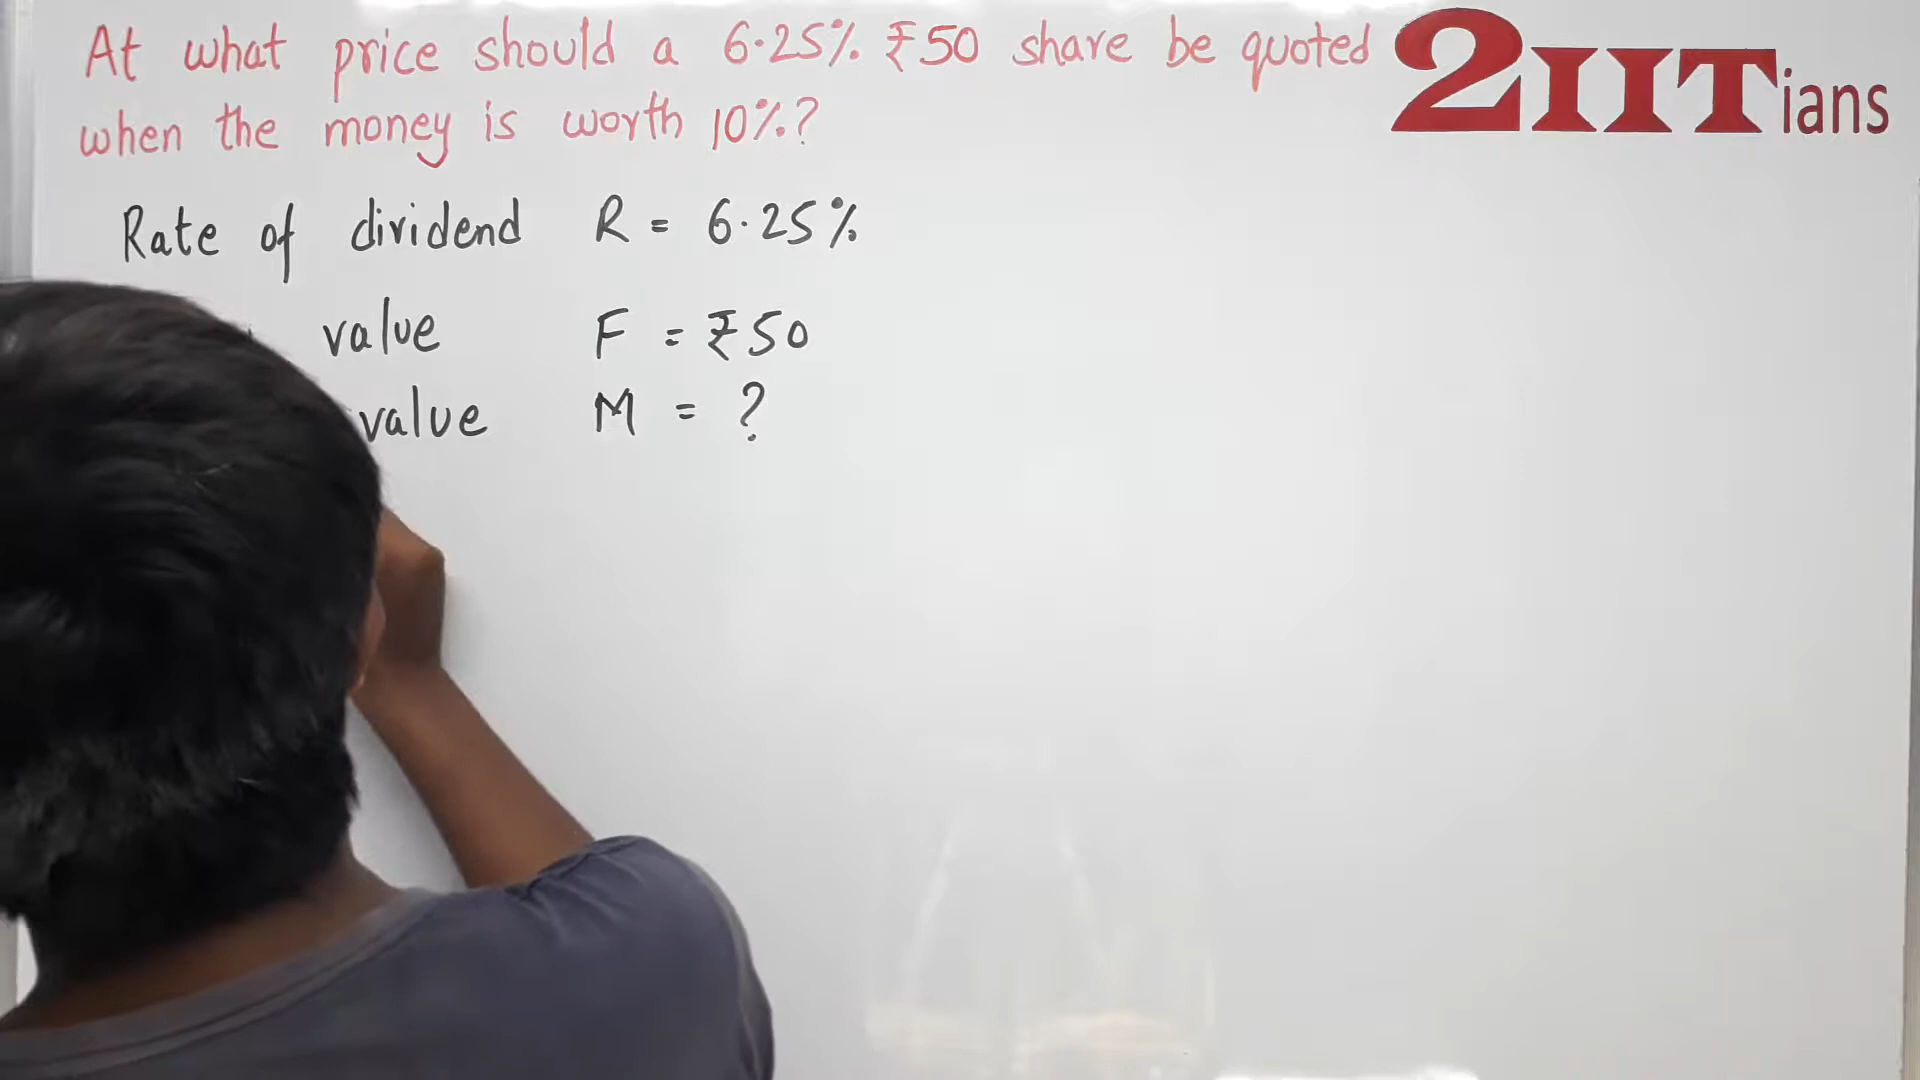 At what price should a 6.25% ₹50 share be quoted
when the money is worth 10%?
2IITians
Rate of dividend R = 6.25%
value F = ₹50
value M = ?